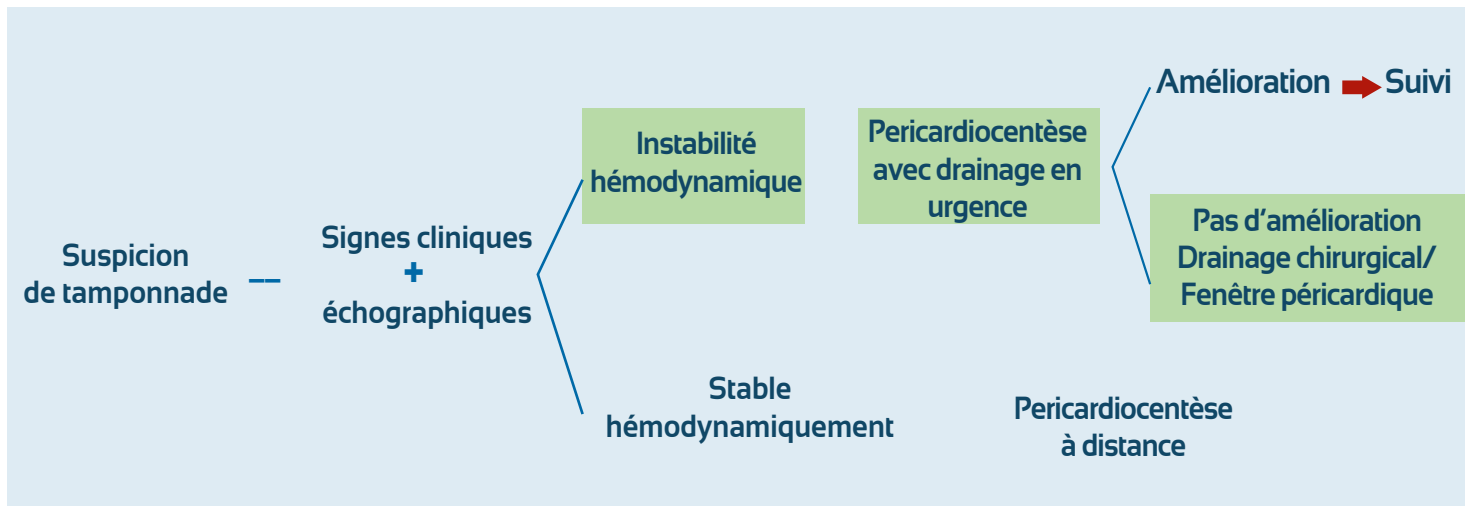 Suspicion
de tamponnade
Signes cliniques
+
échographiques
Instabilité
hémodynamique
Pericardiocentèse
avec drainage en
urgence
Amélioration
Suivi
Pas d’amélioration
Drainage chirurgical/
Fenêtre péricardique
Stable
hémodynamiquement
Pericardiocentèse
à distance